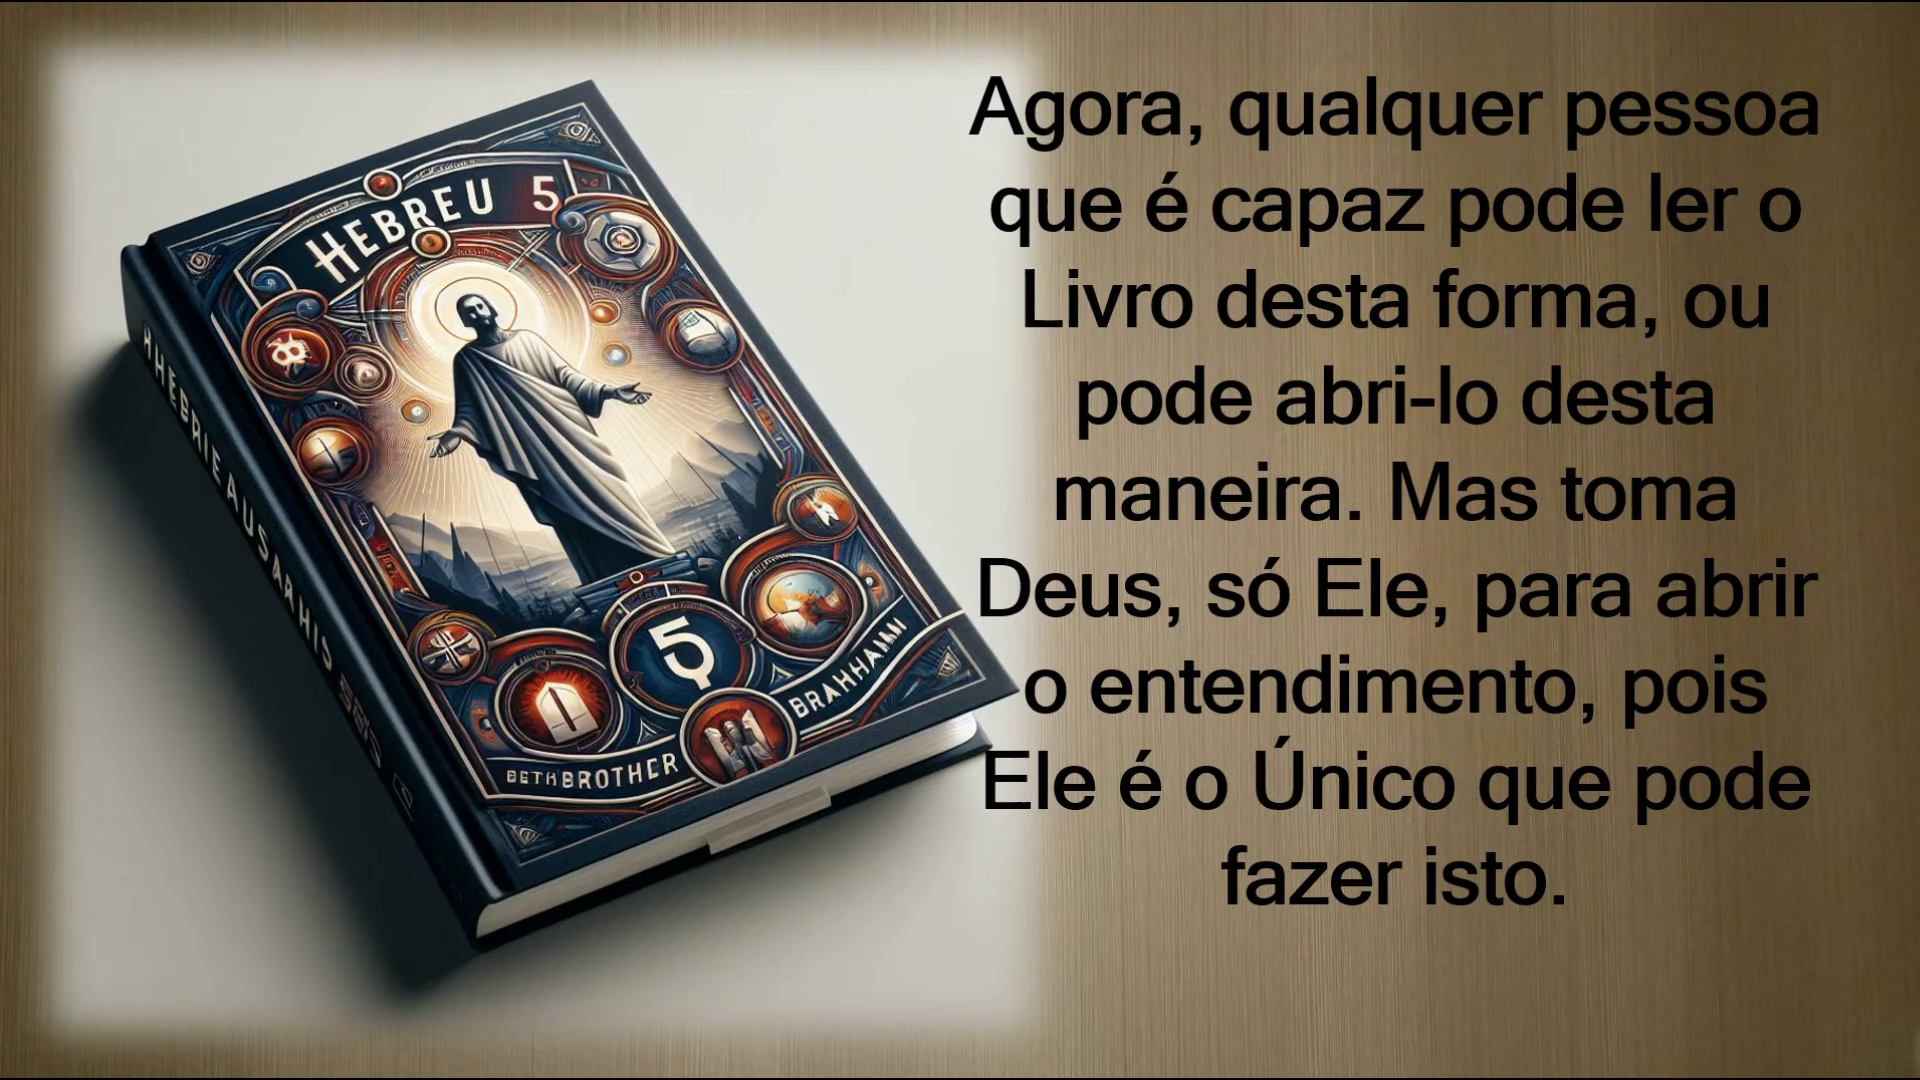 HEBREU 5
5
BRAHHAMN
BETHBROTHER
Agora, qualquer pessoa
que é capaz pode ler o
Livro desta forma, ou
pode abri-lo desta
maneira. Mas toma
Deus, só Ele, para abrir
o entendimento, pois
Ele é o Único que pode
fazer isto.